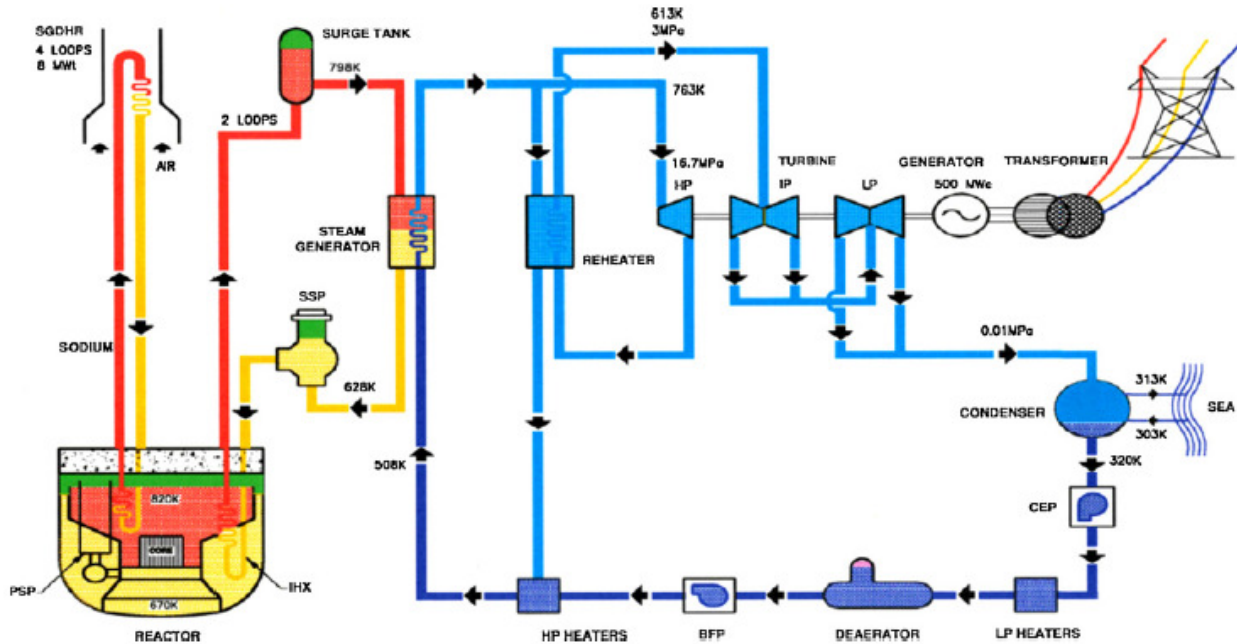 SGDHR
4 LOOPS
8 MWt
AIR
SURGE TANK
798K
2 LOOPS
STEAM
GENERATOR
SSP
SODIUM
628K
508K
820K
CORE
PSP
670K
IHX
REACTOR
613K
3MPa
763K
16.7MPa
HP
TURBINE
IP
LP
GENERATOR
500 MWe
TRANSFORMER
REHEATER
0.01MPa
CONDENSER
313K
303K
SEA
320K
CEP
HP HEATERS
BFP
DEAERATOR
LP HEATERS